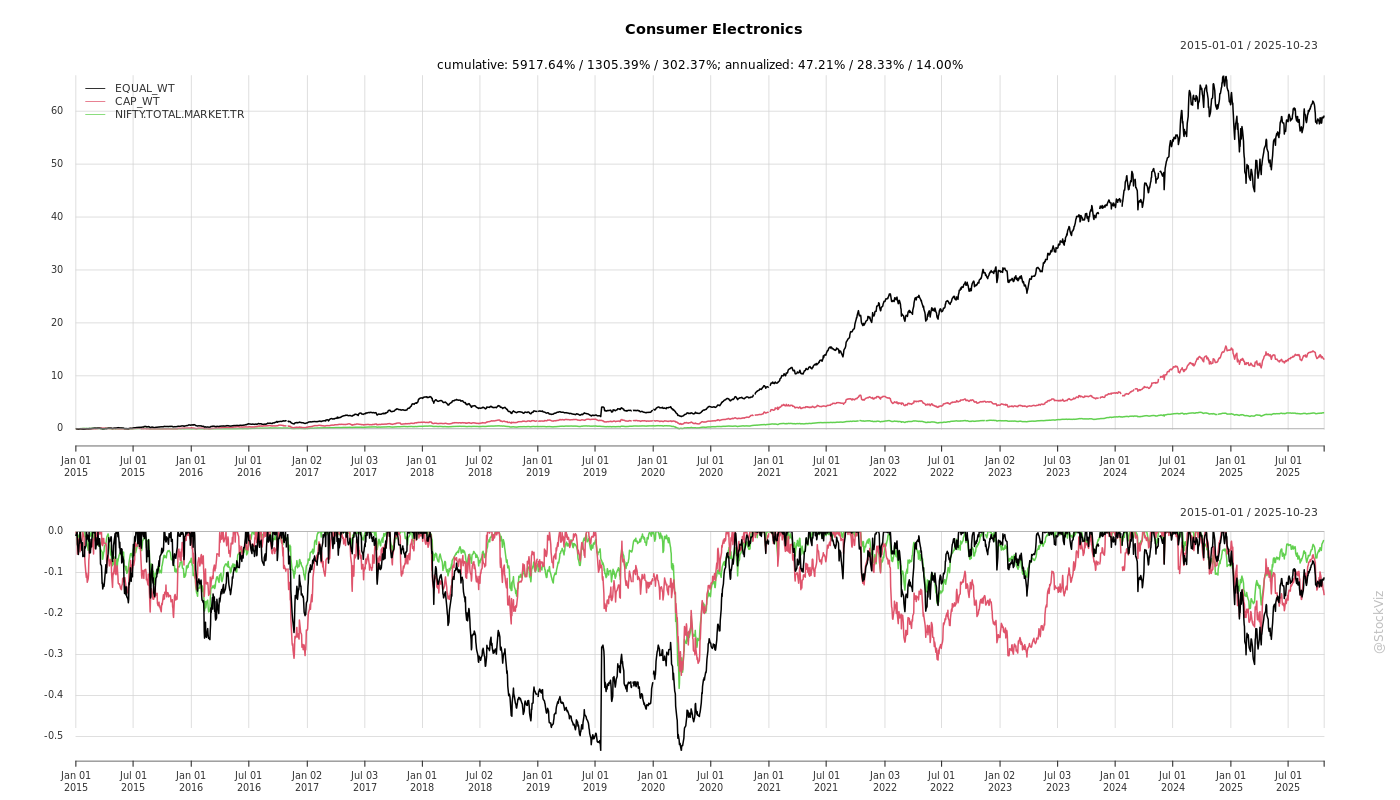 Consumer Electronics
2015-01-01 / 2025-10-23
cumulative: 5917.64% / 1305.39% / 302.37%; annualized: 47.21% / 28.33% / 14.00%
EQUAL_WT
CAP_WT
NIFTY.TOTAL.MARKET.TR
60
50
40
30
20
10
0
Jan 01 Jul 01 Jan 01 Jul 01 Jan 02 Jul 03 Jan 01 Jul 02 Jan 01 Jul 01 Jan 01 Jul 01 Jan 01 Jul 01 Jan 03 Jul 01 Jan 02 Jul 03 Jan 01 Jul 01 Jan 01 Jul 01
2015 2015 2016 2016 2017 2017 2018 2018 2019 2019 2020 2020 2021 2021 2022 2022 2023 2023 2024 2024 2025 2025
2015-01-01 / 2025-10-23
0.0
-0.1
-0.2
-0.3
-0.4
-0.5
Jan 01 Jul 01 Jan 01 Jul 01 Jan 02 Jul 03 Jan 01 Jul 02 Jan 01 Jul 01 Jan 01 Jul 01 Jan 01 Jul 01 Jan 03 Jul 01 Jan 02 Jul 03 Jan 01 Jul 01 Jan 01 Jul 01
2015 2015 2016 2016 2017 2017 2018 2018 2019 2019 2020 2020 2021 2021 2022 2022 2023 2023 2024 2024 2025 2025
@StockViz